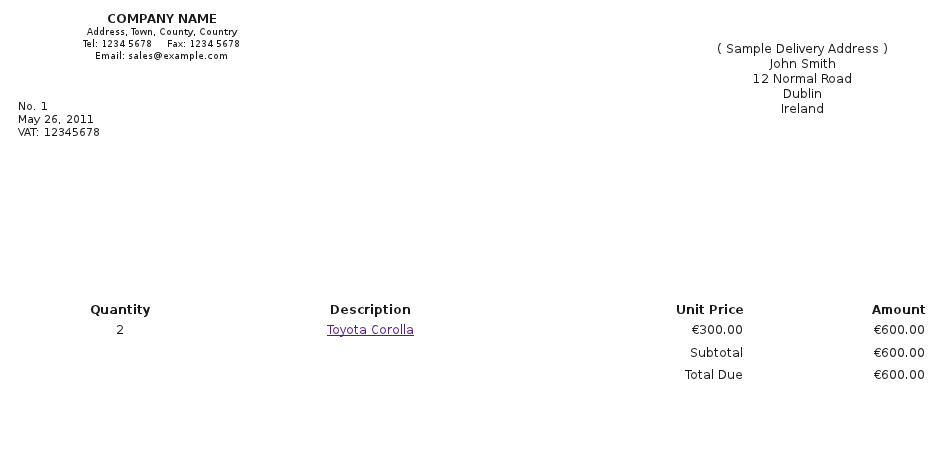 COMPANY NAME
Address, Town, County, Country
Tel: 1234 5678 Fax: 1234 5678
Email: sales@example.com
( Sample Delivery Address )
John Smith
12 Normal Road
Dublin
Ireland
No. 1
May 26, 2011
VAT: 12345678
Quantity Description Unit Price Amount
2 Toyota Corolla €300.00 €600.00
Subtotal €600.00
Total Due €600.00